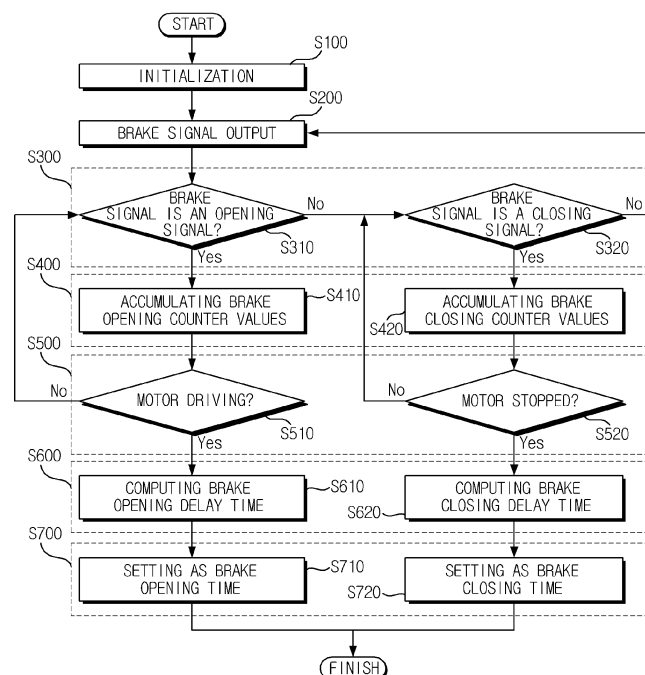 START
S100
INITIALIZATION
S200
BRAKE SIGNAL OUTPUT
S300
BRAKE
SIGNAL IS AN OPENING
SIGNAL?
No
S310
Yes
BRAKE
SIGNAL IS A CLOSING
SIGNAL?
No
S320
Yes
S400
ACCUMULATING BRAKE
OPENING COUNTER VALUES
S410
ACCUMULATING BRAKE
CLOSING COUNTER VALUES
S420
S500
No
MOTOR DRIVING?
S510
Yes
No
MOTOR STOPPED?
S520
Yes
S600
COMPUTING BRAKE
OPENING DELAY TIME
S610
COMPUTING BRAKE
CLOSING DELAY TIME
S620
S700
SETTING AS BRAKE
OPENING TIME
S710
SETTING AS BRAKE
CLOSING TIME
S720
FINISH